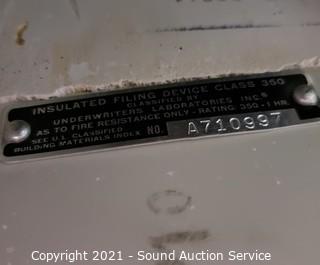 INSULATED FILING DEVICE CLASS 350
CLASSIFIED BY
UNDERWRITERS LABORATORIES INC.®
AS TO FIRE RESISTANCE ONLY - RATING 350-1 HR.
SEE U.L. CLASSIFIED
BUILDING MATERIALS INDEX NO. A710997
Copyright 2021 - Sound Auction Service